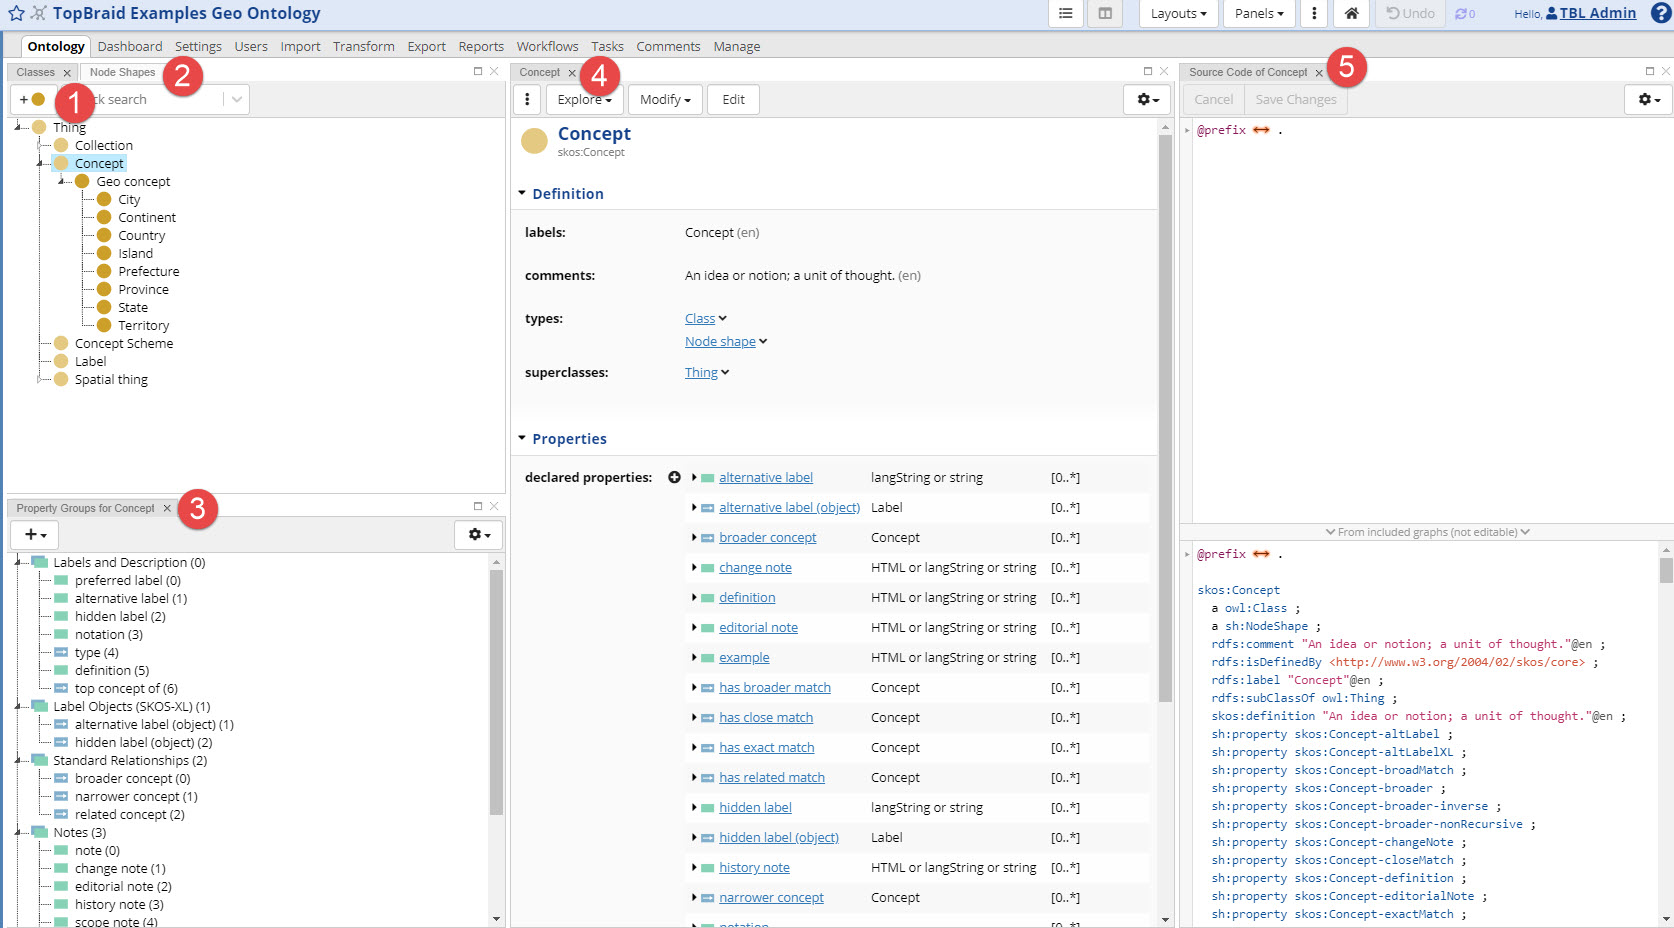 TopBraid Examples Geo Ontology
Layouts
Panels
Undo
0
Hello, TBL Admin
?
Ontology Dashboard Settings Users Import Transform Export Reports Workflows Tasks Comments Manage
Classes
Node Shapes
2
+
1
search
Thing
Collection
Concept
Geo concept
City
Continent
Country
Island
Prefecture
Province
State
Territory
Concept Scheme
Label
Spatial thing
Property Groups for Concept
3
+
Labels and Description (0)
preferred label (0)
alternative label (1)
hidden label (2)
notation (3)
type (4)
definition (5)
top concept of (6)
Label Objects (SKOS-XL) (1)
alternative label (object) (1)
hidden label (object) (2)
Standard Relationships (2)
broader concept (0)
narrower concept (1)
related concept (2)
Notes (3)
note (0)
change note (1)
editorial note (2)
history note (3)
scope note (4)
Concept
4
Explore
Modify
Edit
Concept
skos:Concept
Definition
labels: Concept (en)
comments: An idea or notion; a unit of thought. (en)
types: Class
Node shape
superclasses: Thing
Properties
declared properties: alternative label langString or string [0..*]
alternative label (object) Label [0..*]
broader concept Concept [0..*]
change note HTML or langString or string [0..*]
definition HTML or langString or string [0..*]
editorial note HTML or langString or string [0..*]
example HTML or langString or string [0..*]
has broader match Concept [0..*]
has close match Concept [0..*]
has exact match Concept [0..*]
has related match Concept [0..*]
hidden label langString or string [0..*]
hidden label (object) Label [0..*]
history note HTML or langString or string [0..*]
narrower concept Concept [0..*]
notation
Source Code of Concept
5
Cancel
Save Changes
@prefix ↔ .
From included graphs (not editable)
@prefix ↔ .
skos:Concept
a owl:Class ;
a sh:NodeShape ;
rdfs:comment "An idea or notion; a unit of thought."@en ;
rdfs:isDefinedBy <http://www.w3.org/2004/02/skos/core> ;
rdfs:label "Concept"@en ;
rdfs:subClassOf owl:Thing ;
skos:definition "An idea or notion; a unit of thought."@en ;
sh:property skos:Concept-altLabel ;
sh:property skos:Concept-altLabelXL ;
sh:property skos:Concept-broadMatch ;
sh:property skos:Concept-broader ;
sh:property skos:Concept-broader-inverse ;
sh:property skos:Concept-broader-nonRecursive ;
sh:property skos:Concept-changeNote ;
sh:property skos:Concept-closeMatch ;
sh:property skos:Concept-definition ;
sh:property skos:Concept-editorialNote ;
sh:property skos:Concept-exactMatch ;